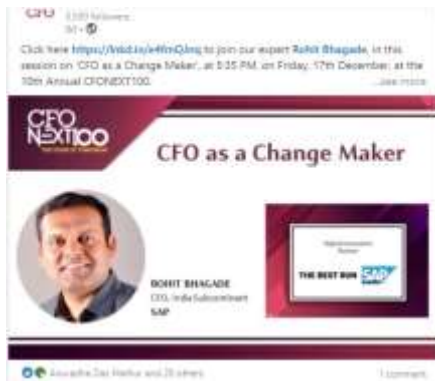 CFO
followers
Click here https://lnkd.in/ to join our expert Rohit Bhagade, in this
session on 'CFO as a Change Maker', at 5:35 PM, on Friday, 17th December, at the
10th Annual CFONEXT100.
...see more
CFO
NEXT100
CFO as a Change Maker
ROHIT BHAGADE
CFO, India Subcontinent
SAP
Partner
THE BEST RUN SAP
Anuradha Das Mathur and 25 others
1 comment